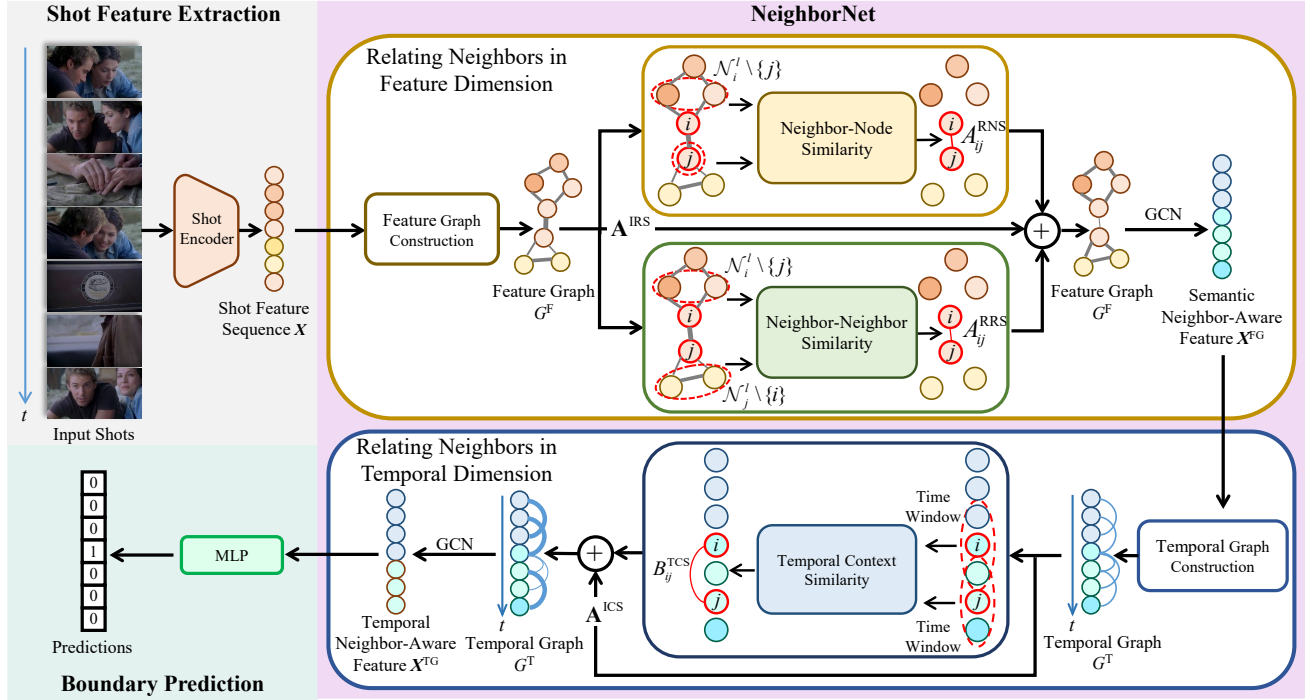 Shot Feature Extraction
t
Input Shots
Shot
Encoder
Shot Feature
Sequence X
NeighborNet
Relating Neighbors in
Feature Dimension
Feature Graph
Construction
Feature Graph
G^F
A^IRS
N_i^l \ {j}
i
j
Neighbor-Node
Similarity
i
j
A_ij^RNS
N_i^l \ {j}
i
j
N_j^l \ {i}
Neighbor-Neighbor
Similarity
i
j
A_ij^RRS
+
Feature Graph
G^F
GCN
Semantic
Neighbor-Aware
Feature X^FG
Relating Neighbors in
Temporal Dimension
Temporal Graph
Construction
t
Temporal Graph
G^T
Time
Window
i
j
Time
Window
Temporal Context
Similarity
i
j
B_ij^TCS
+
A^ICS
t
Temporal Graph
G^T
GCN
Temporal
Neighbor-Aware
Feature X^TG
MLP
0
0
0
1
0
0
0
Predictions
Boundary Prediction